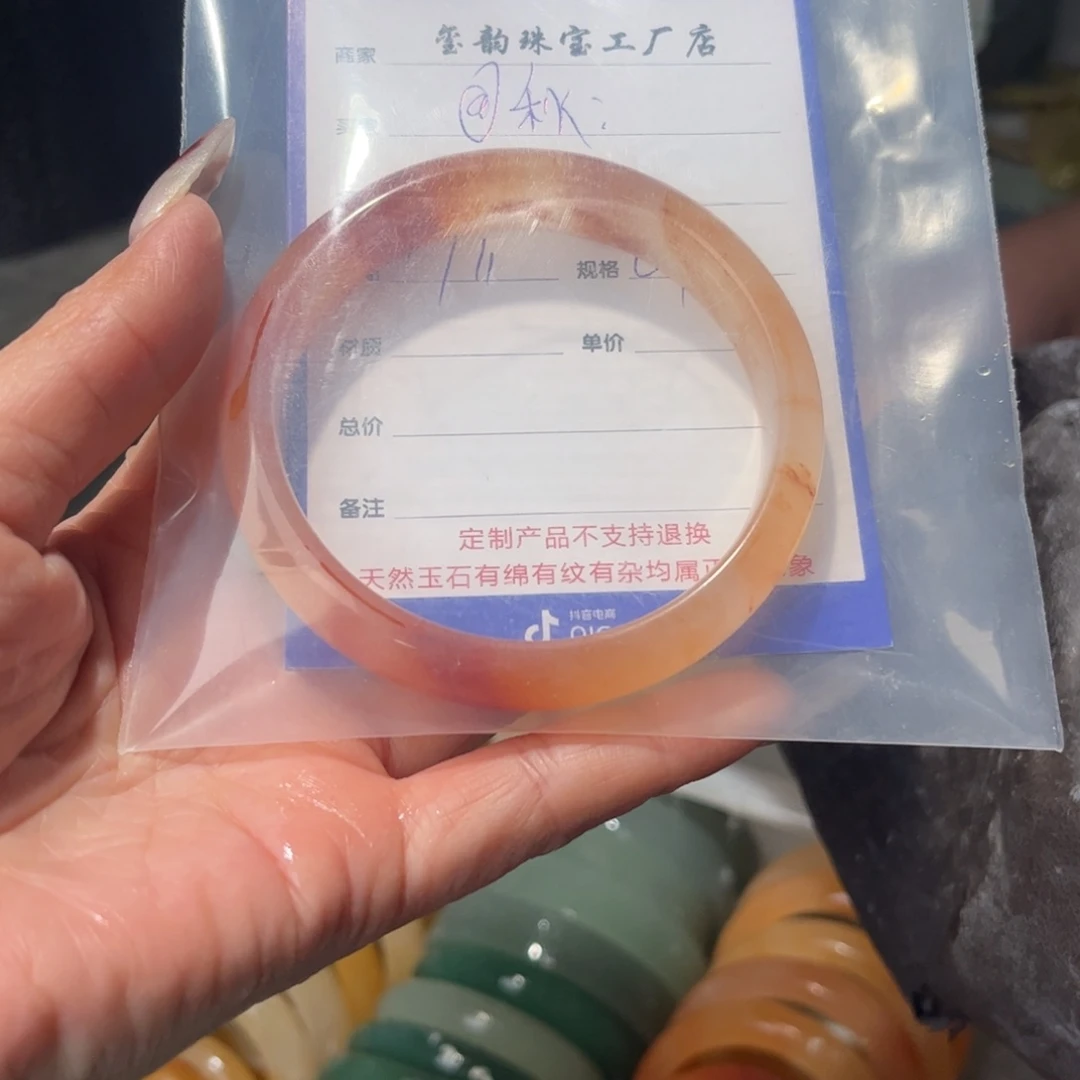 商家 玺韵珠宝工厂店
@秋:
规格
单价
总价
备注
定制产品不支持退换
天然玉石有绵有纹有杂均属正
象
抖音电商